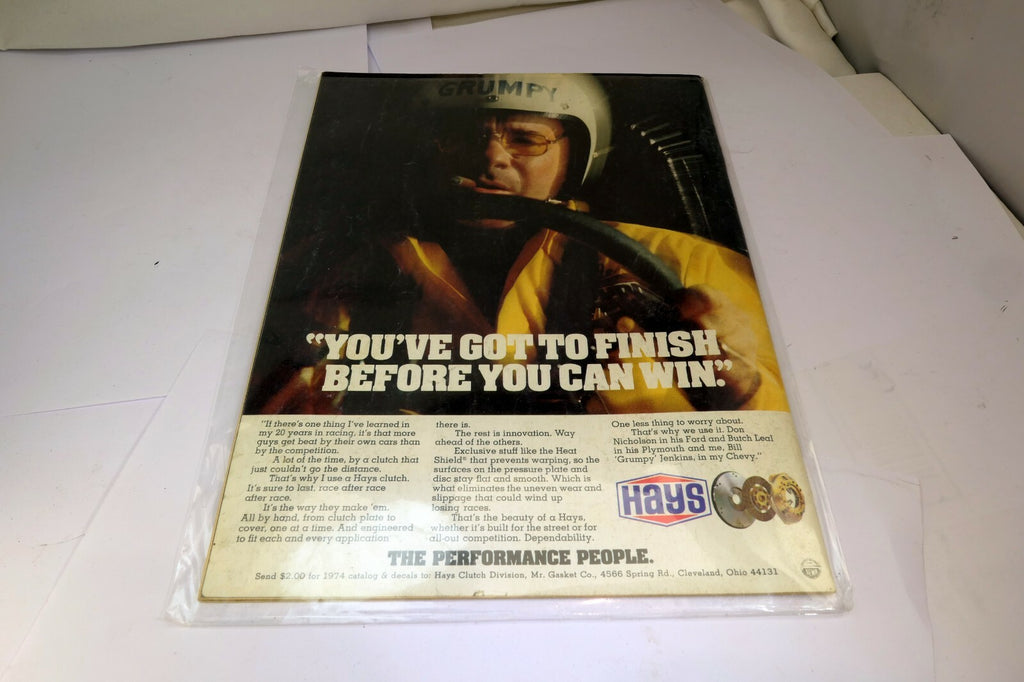 GRUMPY
"YOU'VE GOT TO FINISH
BEFORE YOU CAN WIN."
"If there's one thing I've learned in
my 20 years in racing, it's that more
guys get beat by their own cars than
by the competition.
A lot of the time, by a clutch that
just couldn't go the distance.
That's why I use a Hays clutch.
It's sure to last, race after race
after race.
It's the way they make 'em.
All by hand, from clutch plate to
cover, one at a time. And engineered
to fit each and every application
there is.
The rest is innovation. Way
ahead of the others.
Exclusive stuff like the Heat
Shield® that prevents warping, so the
surfaces on the pressure plate and
disc stay flat and smooth. Which is
what eliminates the uneven wear and
slippage that could wind up
losing races.
That's the beauty of a Hays,
whether it's built for the street or for
all-out competition. Dependability.
One less thing to worry about.
That's why we use it. Don
Nicholson in his Ford and Butch Leal
in his Plymouth and me, Bill
'Grumpy' Jenkins, in my Chevy."
HAYS
THE PERFORMANCE PEOPLE.
Send $2.00 for 1974 catalog & decals to: Hays Clutch Division, Mr. Gasket Co., 4566 Spring Rd., Cleveland, Ohio 44131